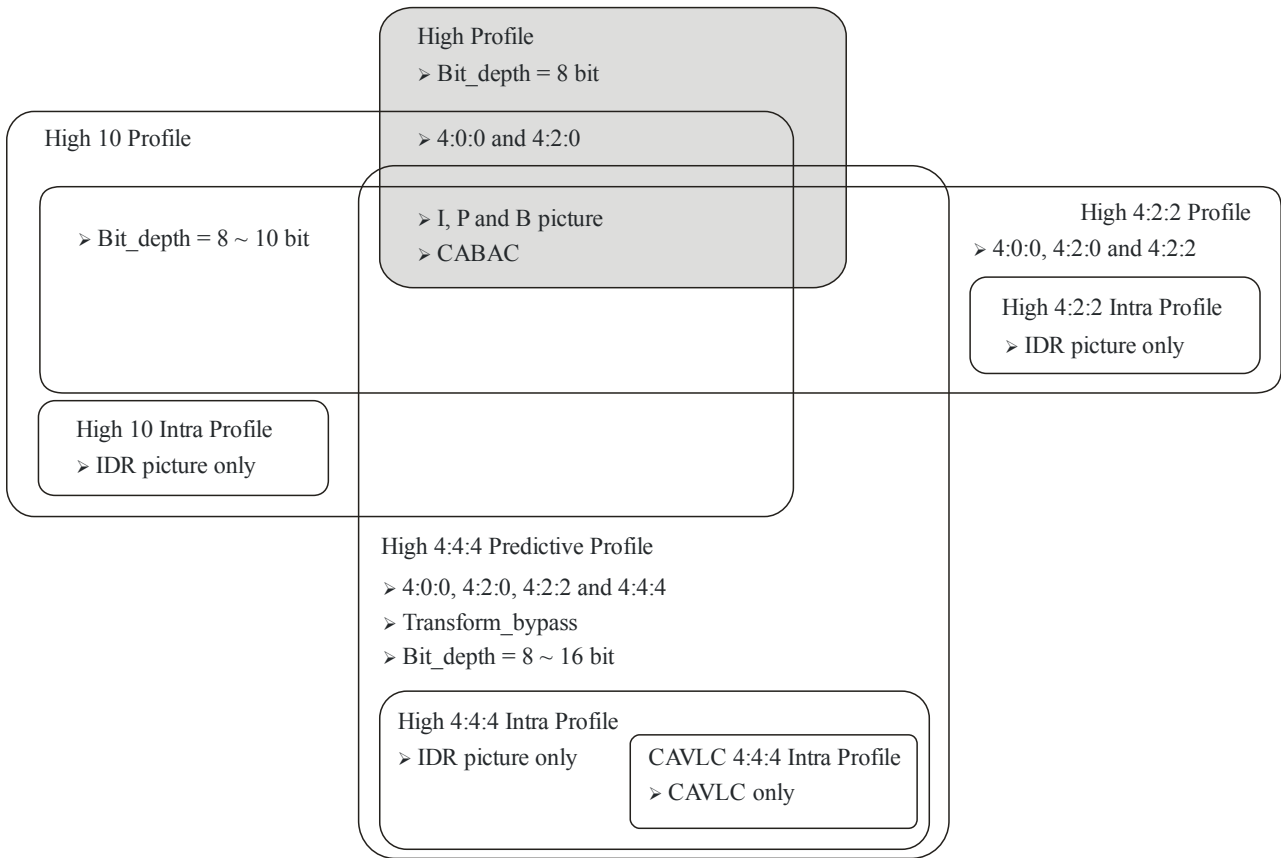 High Profile
➢ Bit_depth = 8 bit
High 10 Profile
➢ 4:0:0 and 4:2:0
➢ I, P and B picture
➢ CABAC
➢ Bit_depth = 8 ~ 10 bit
High 4:2:2 Profile
➢ 4:0:0, 4:2:0 and 4:2:2
High 4:2:2 Intra Profile
➢ IDR picture only
High 10 Intra Profile
➢ IDR picture only
High 4:4:4 Predictive Profile
➢ 4:0:0, 4:2:0, 4:2:2 and 4:4:4
➢ Transform_bypass
➢ Bit_depth = 8 ~ 16 bit
High 4:4:4 Intra Profile
➢ IDR picture only
CAVLC 4:4:4 Intra Profile
➢ CAVLC only